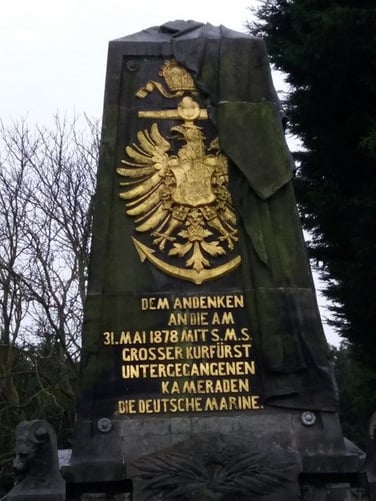 DEM ANDENKEN
AN DIE AM
31. MAI 1878 MIT S.M.S.
GROSSER KURFÜRST
UNTERGEGANGENEN
KAMERADEN
DIE DEUTSCHE MARINE.